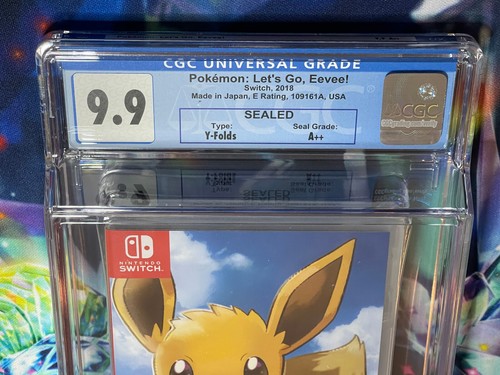 CGC UNIVERSAL GRADE
9.9
Pokémon: Let's Go, Eevee!
Switch, 2018
Made in Japan, E Rating, 109161A, USA
SEALED
Type:
Y-Folds
Seal Grade:
A++
CGC
NINTENDO
SWITCH.